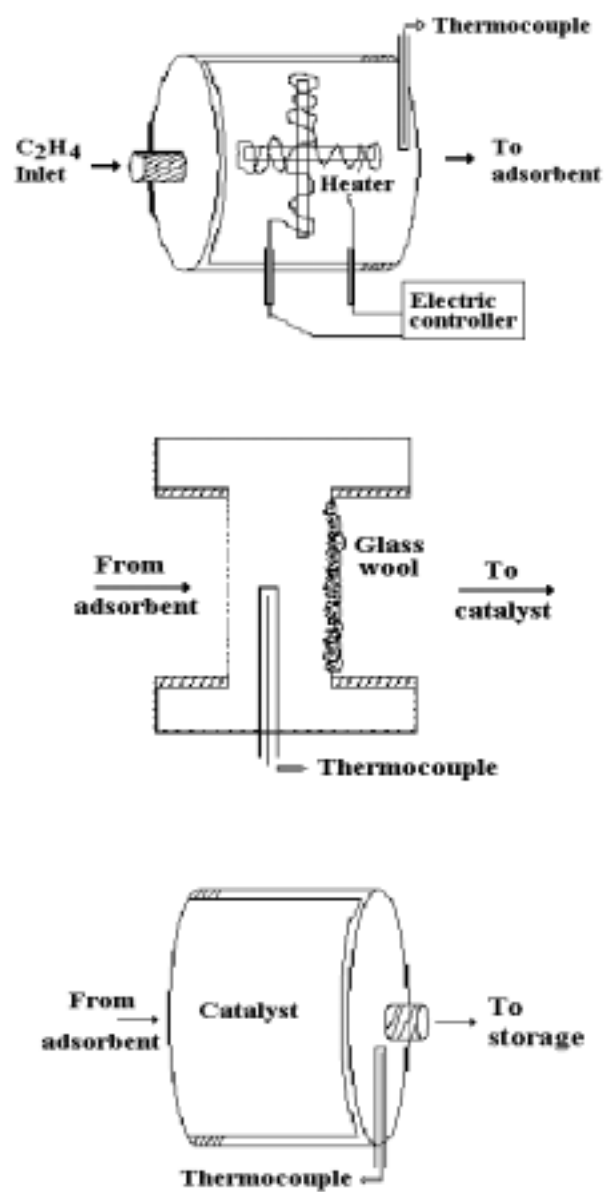 Thermocouple
C₂H₄
Inlet
To
adsorbent
Heater
Electric
controller
Glass
wool
From
adsorbent
To
catalyst
Thermocouple
From
adsorbent
Catalyst
To
storage
Thermocouple